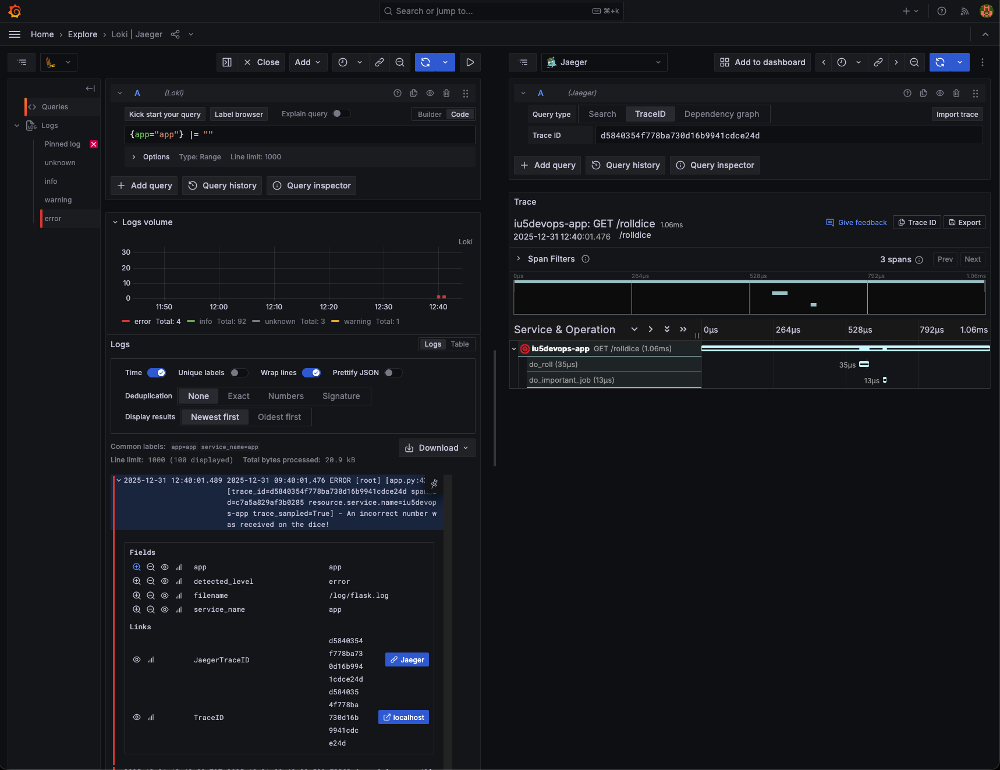 Search or jump to...
⌘+k
Home › Explore › Loki | Jaeger
Close
Add
A (Loki)
Queries
Logs
Pinned log
unknown
info
warning
error
Kick start your query
Label browser
Explain query
Builder
Code
{app="app"} |= ""
Options Type: Range Line limit: 1000
Add query
Query history
Query inspector
Logs volume
Loki
30
20
10
0
11:50 12:00 12:10 12:20 12:30 12:40
error Total: 4 info Total: 92 unknown Total: 3 warning Total: 1
Logs
Logs Table
Time Unique labels Wrap lines Prettify JSON
Deduplication None Exact Numbers Signature
Display results Newest first Oldest first
Common labels: app=app service_name=app
Download
Line limit: 1000 (100 displayed) Total bytes processed: 20.9 kB
2025-12-31 12:40:01.489 2025-12-31 09:40:01,476 ERROR [root] [app.py:4
[trace_id=d5840354f778ba730d16b9941cdce24d span_i
d=c7a5a829af3b0285 resource.service.name=iu5devop
s-app trace_sampled=True] - An incorrect number w
as received on the dice!
Fields
app app
detected_level error
filename /log/flask.log
service_name app
Links
JaegerTraceID
d5840354
f778ba73
0d16b994
1cdce24d
Jaeger
TraceID
d584035
4f778ba
730d16b
9941cdc
e24d
localhost
Jaeger
Add to dashboard
A (Jaeger)
Query type Search TraceID Dependency graph
Import trace
Trace ID d5840354f778ba730d16b9941cdce24d
Add query
Query history
Query inspector
Trace
iu5devops-app: GET /rolldice 1.06ms
Give feedback
Trace ID
Export
2025-12-31 12:40:01.476 /rolldice
Span Filters
3 spans
Prev
Next
0μs 264μs 528μs 792μs 1.06ms
Service & Operation
0μs 264μs 528μs 792μs 1.06ms
iu5devops-app GET /rolldice (1.06ms)
do_roll (35μs)
35μs
do_important_job (13μs)
13μs